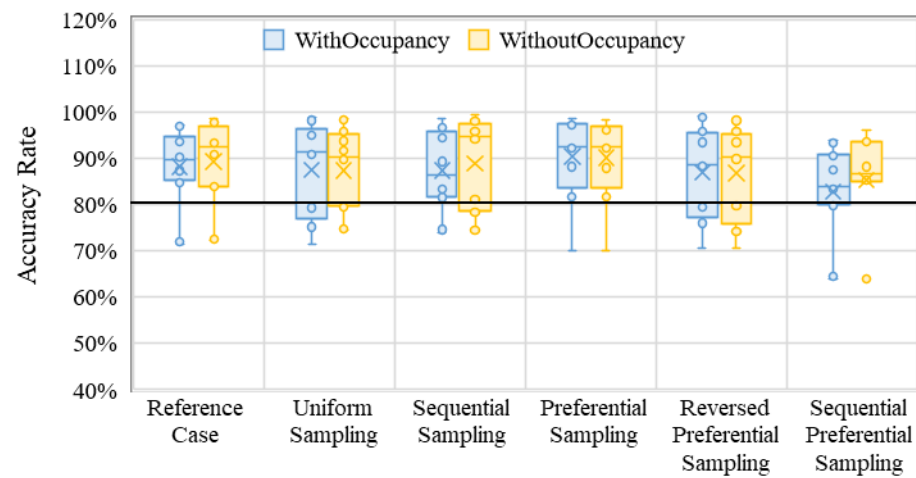 120%
WithOccupancy WithoutOccupancy
110%
100%
90%
80%
70%
60%
50%
40%
Accuracy Rate
Reference
Case
Uniform
Sampling
Sequential
Sampling
Preferential
Sampling
Reversed
Preferential
Sampling
Sequential
Preferential
Sampling